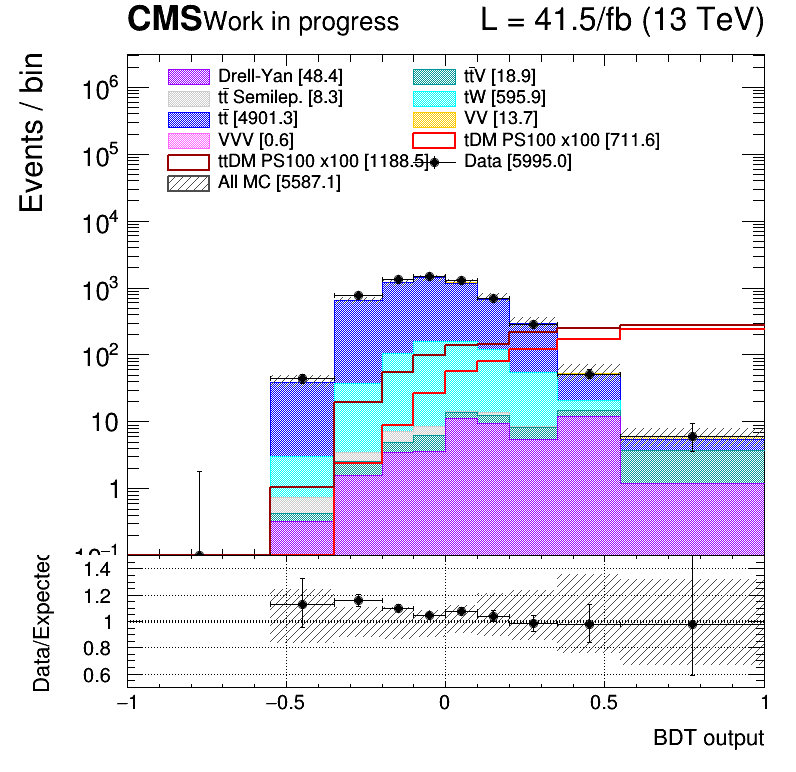 CMS Work in progress L = 41.5/fb (13 TeV)
Events / bin
Drell-Yan [48.4] tt̄V [18.9]
tt̄ Semilep. [8.3] tW [595.9]
tt̄ [4901.3] VV [13.7]
VVV [0.6] tDM PS100 x100 [711.6]
ttDM PS100 x100 [1188.5] Data [5995.0]
All MC [5587.1]
10⁶
10⁵
10⁴
10³
10²
10
1
10⁻¹
Data/Expected
1.4
1.2
1
0.8
0.6
−1 −0.5 0 0.5 1
BDT output